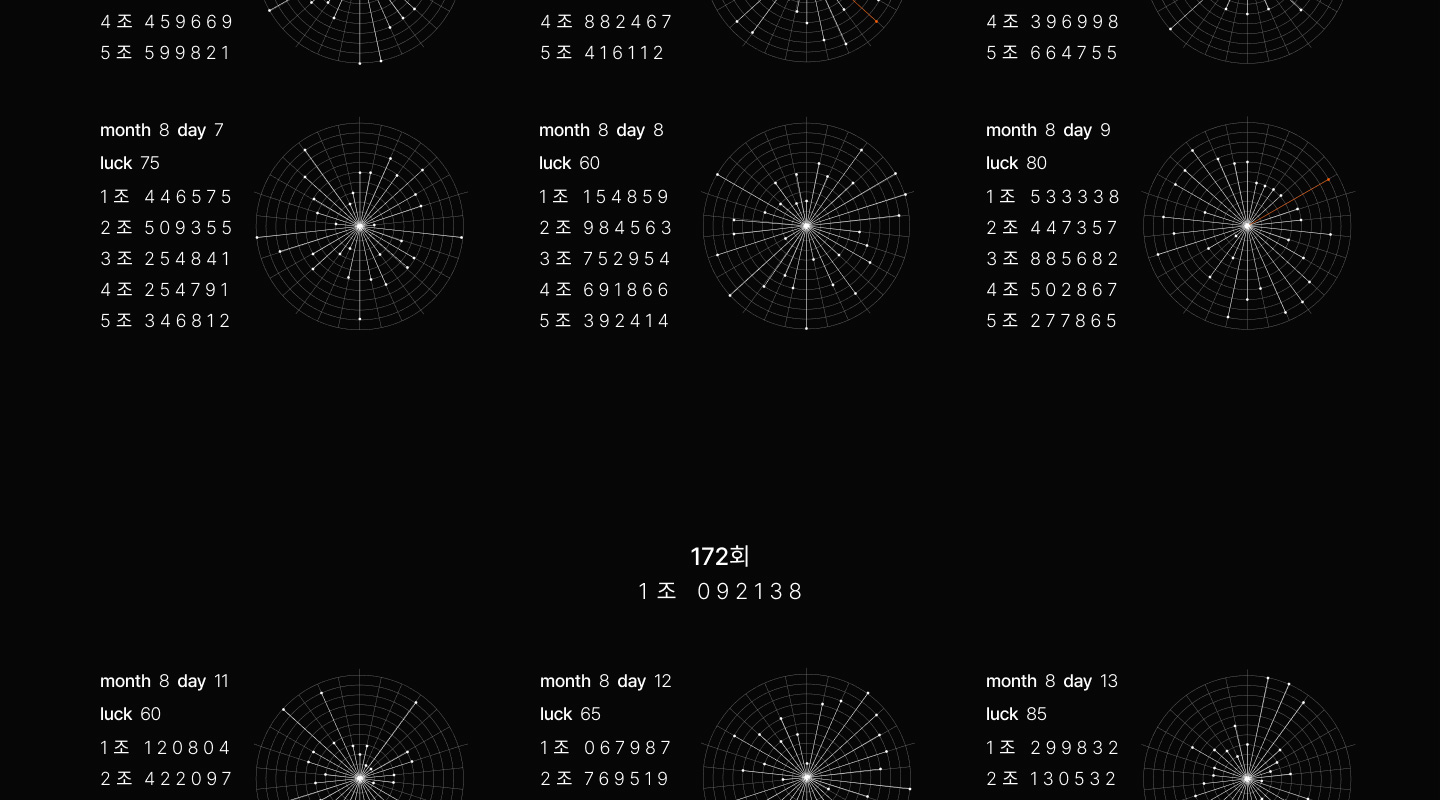 4조 459669
5조 599821
4조 882467
5조 416112
4조 396998
5조 664755
month 8 day 7
luck 75
1조 446575
2조 509355
3조 254841
4조 254791
5조 346812
month 8 day 8
luck 60
1조 154859
2조 984563
3조 752954
4조 691866
5조 392414
month 8 day 9
luck 80
1조 533338
2조 447357
3조 885682
4조 502867
5조 277865
172회
1조 092138
month 8 day 11
luck 60
1조 120804
2조 422097
month 8 day 12
luck 65
1조 067987
2조 769519
month 8 day 13
luck 85
1조 299832
2조 130532